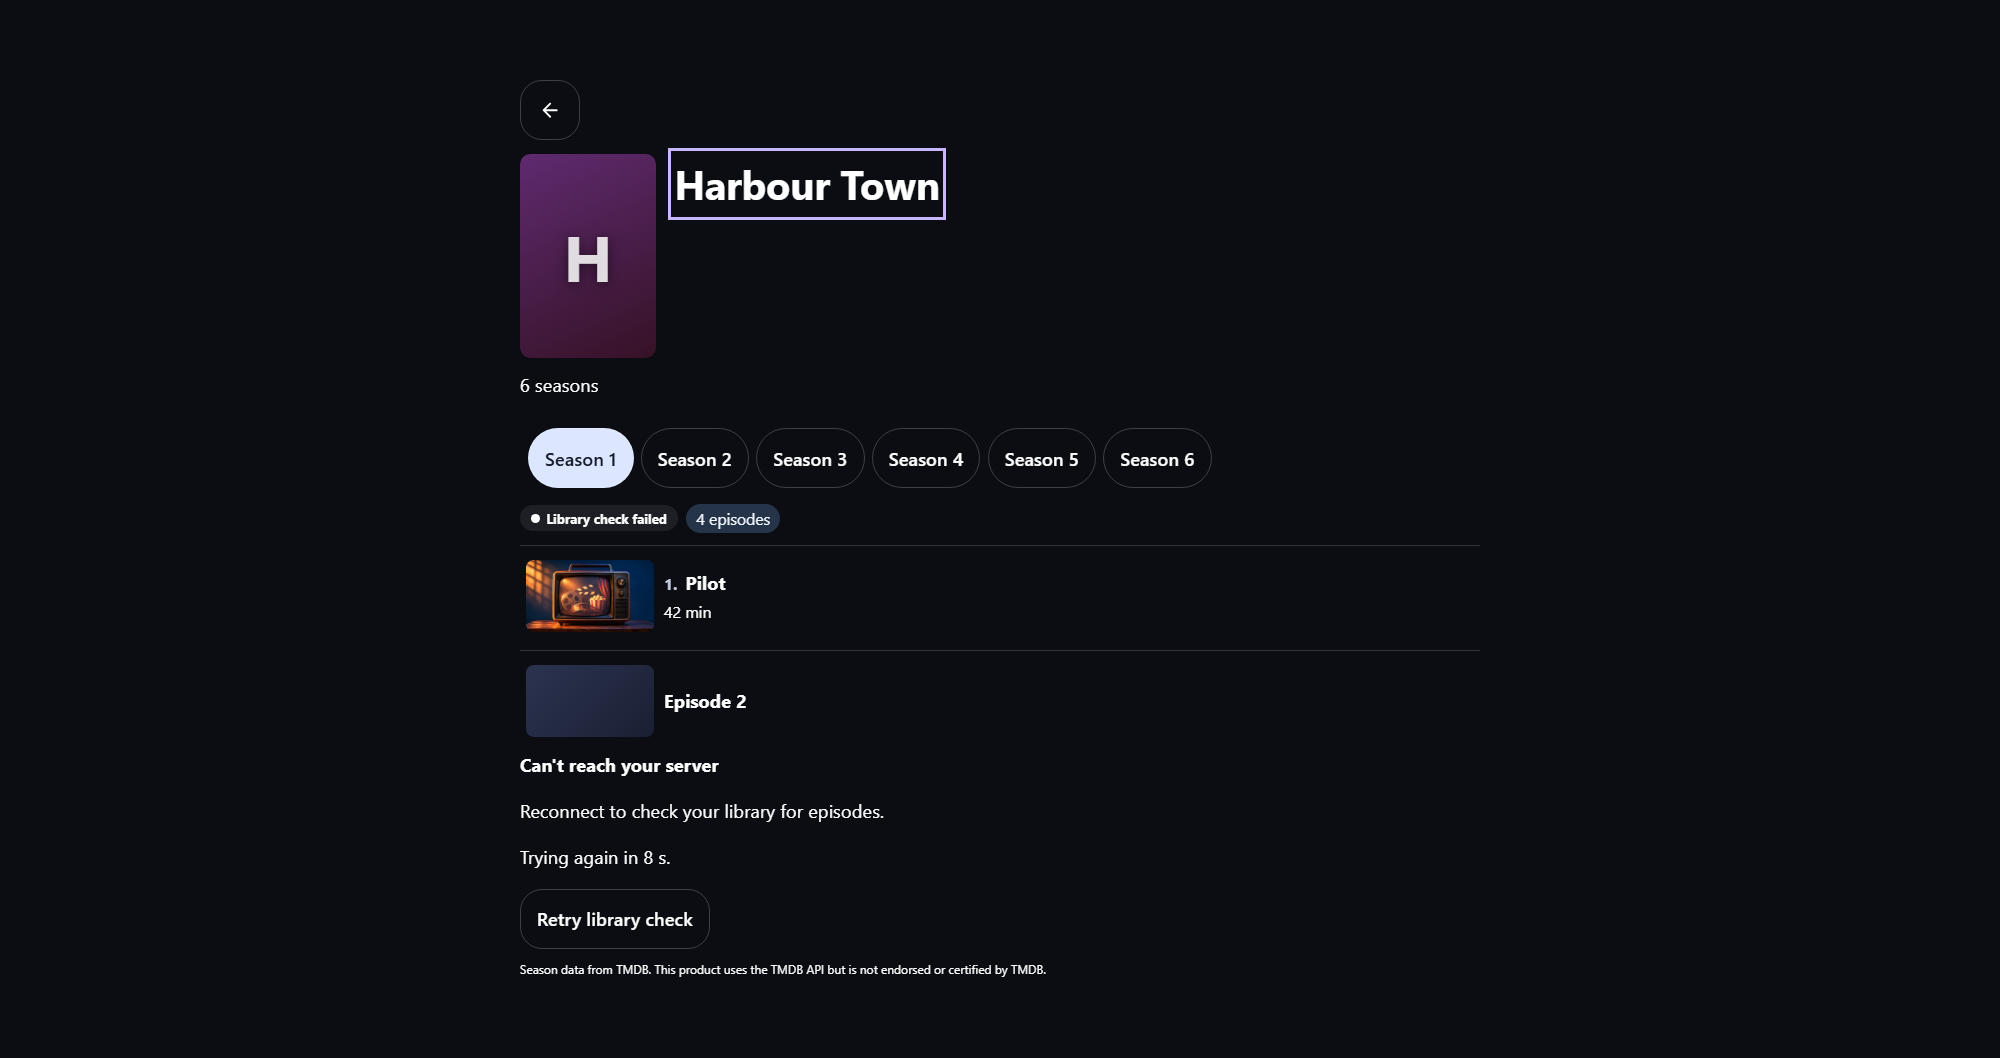 Harbour Town
H
6 seasons
Season 1 Season 2 Season 3 Season 4 Season 5 Season 6
Library check failed 4 episodes
1. Pilot
42 min
Episode 2
Can't reach your server
Reconnect to check your library for episodes.
Trying again in 8 s.
Retry library check
Season data from TMDB. This product uses the TMDB API but is not endorsed or certified by TMDB.